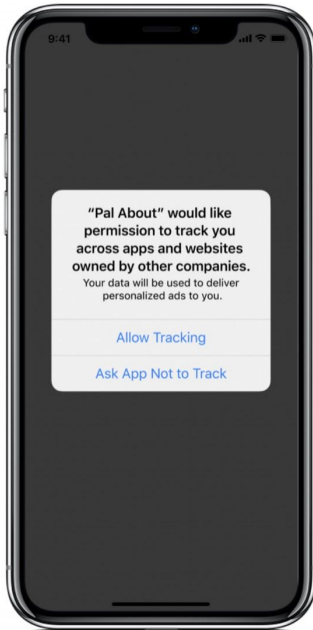 9:41
“Pal About” would like
permission to track you
across apps and websites
owned by other companies.
Your data will be used to deliver
personalized ads to you.
Allow Tracking
Ask App Not to Track